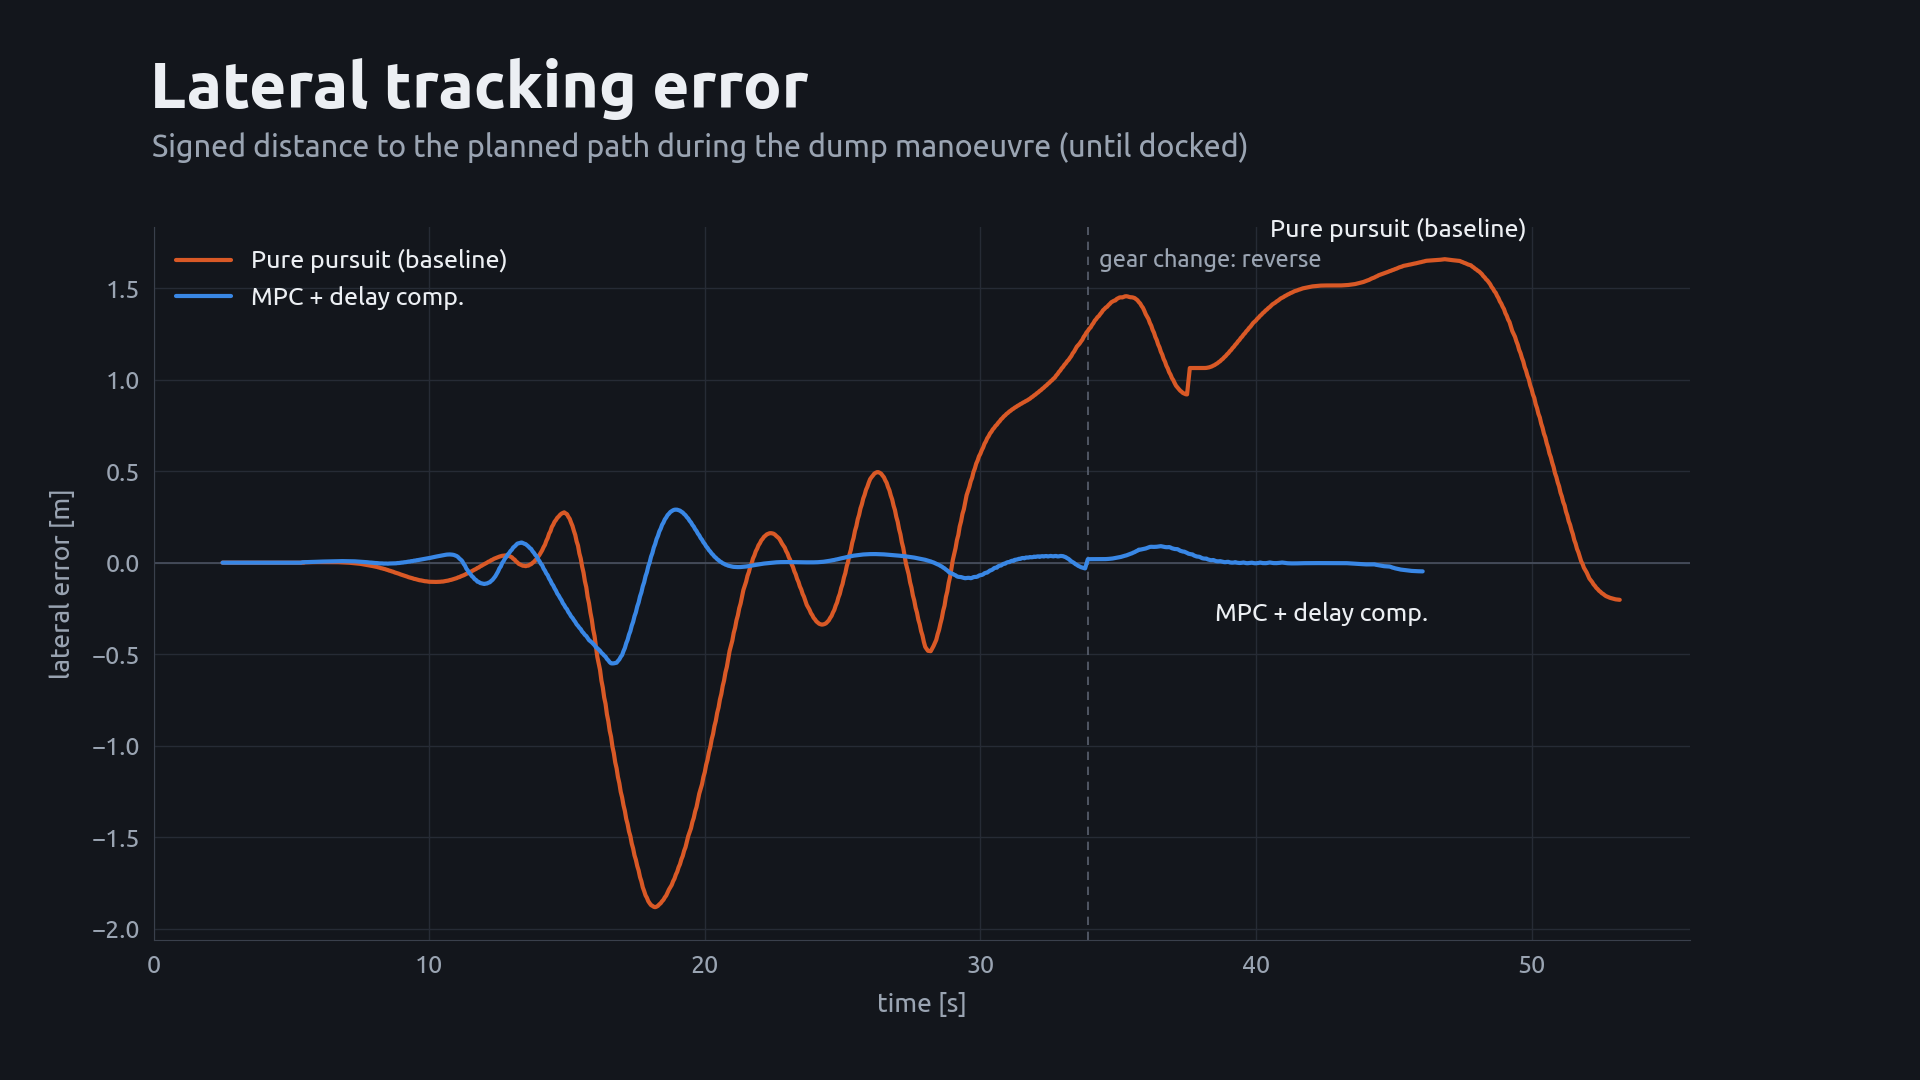 Lateral tracking error
Signed distance to the planned path during the dump manoeuvre (until docked)
Pure pursuit (baseline)
Pure pursuit (baseline)
gear change: reverse
MPC + delay comp.
1.5
1.0
0.5
0.0
−0.5
−1.0
−1.5
−2.0
lateral error [m]
MPC + delay comp.
0 10 20 30 40 50
time [s]